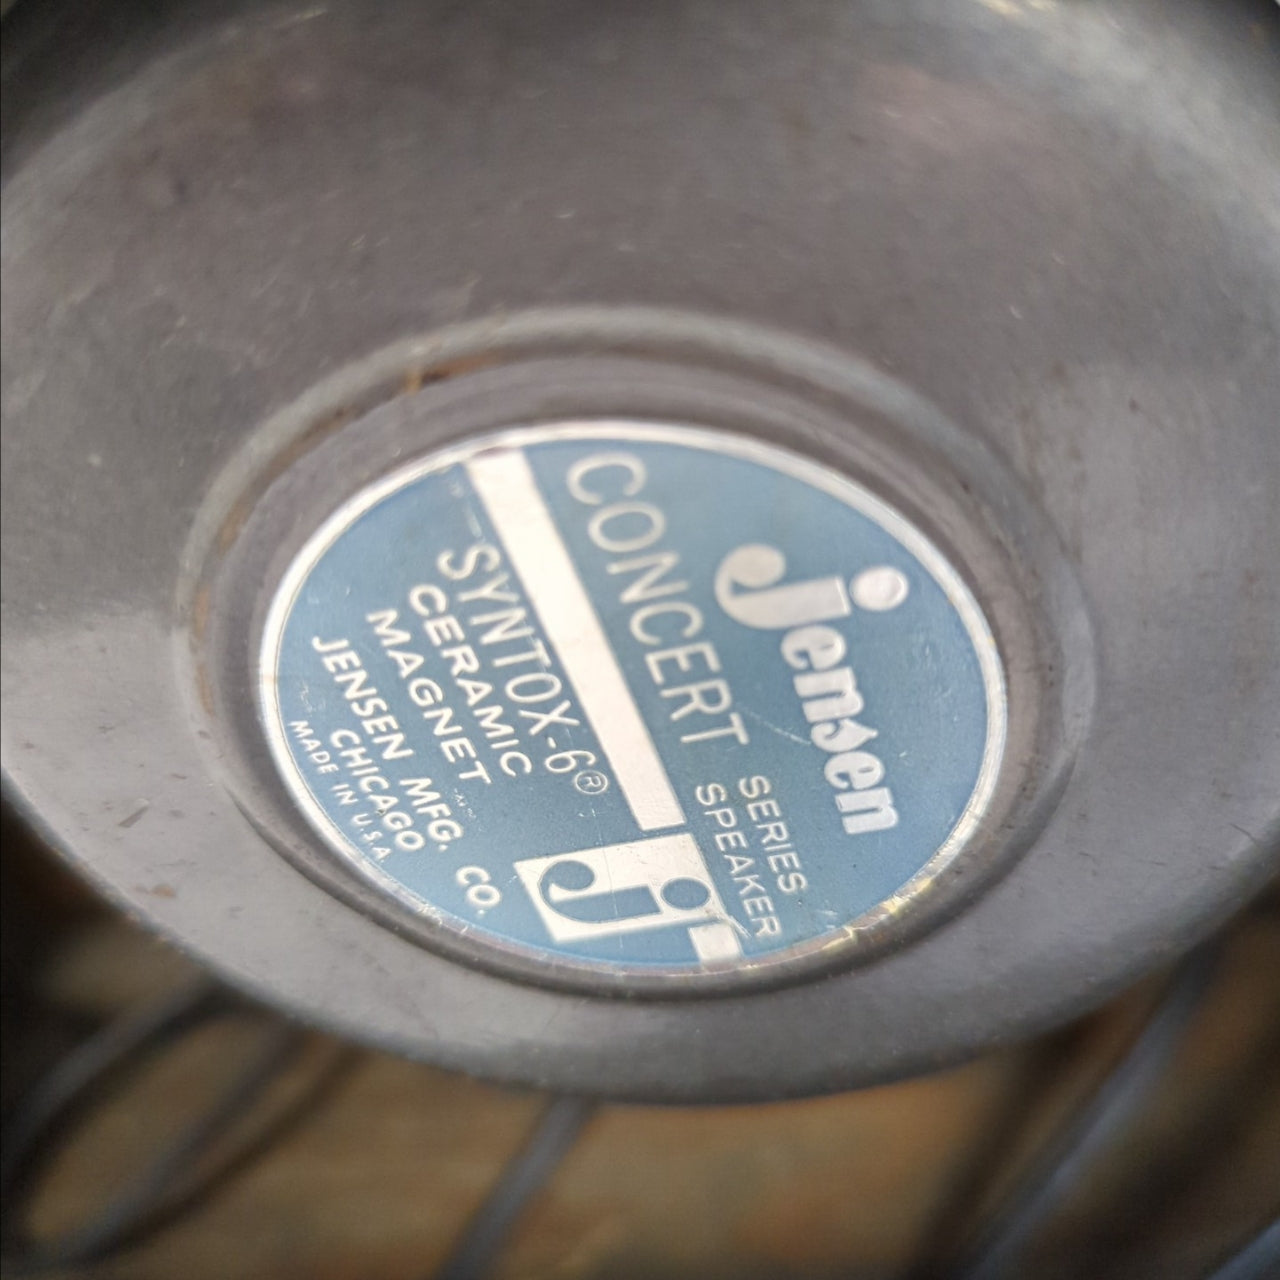 jensen
CONCERT SERIES SPEAKER
SYNTOX-6®
CERAMIC
MAGNET
j
JENSEN MFG. CO.
CHICAGO
MADE IN U.S.A.